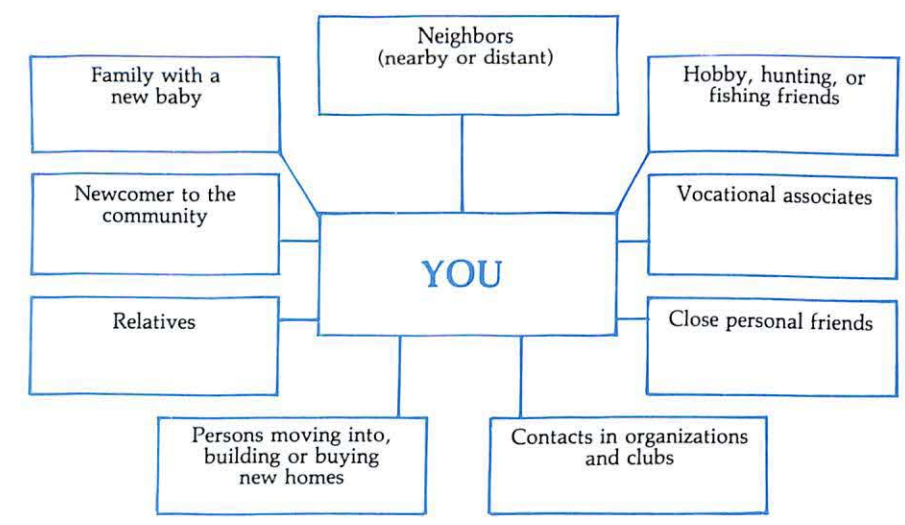 Neighbors
(nearby or distant)
Family with a
new baby
Hobby, hunting, or
fishing friends
Newcomer to the
community
Vocational associates
YOU
Relatives
Close personal friends
Persons moving into,
building or buying
new homes
Contacts in organizations
and clubs